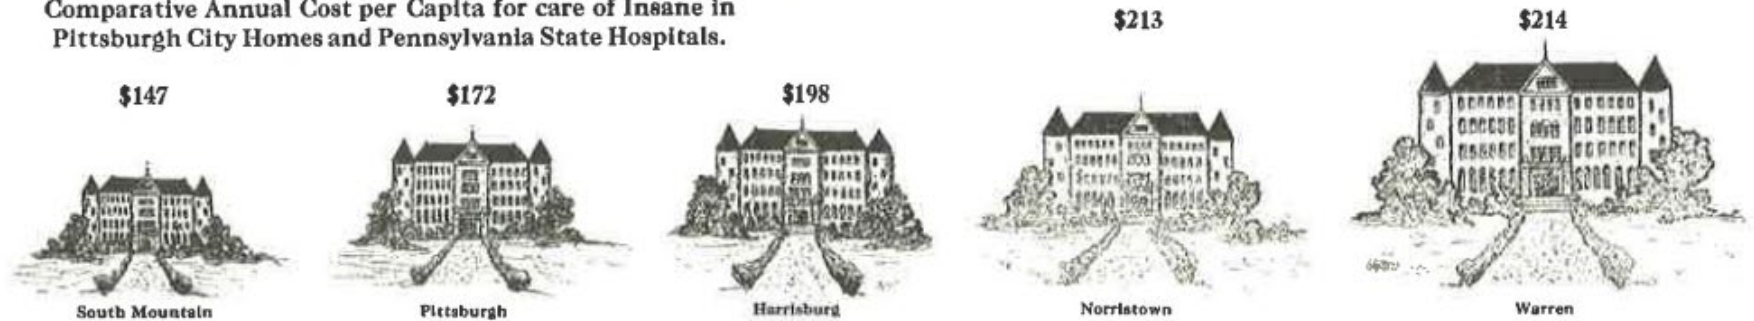 Comparative Annual Cost per Capita for care of Insane in
Pittsburgh City Homes and Pennsylvania State Hospitals.
$147
$172
$198
$213
$214
South Mountain
Pittsburgh
Harrisburg
Norristown
Warren